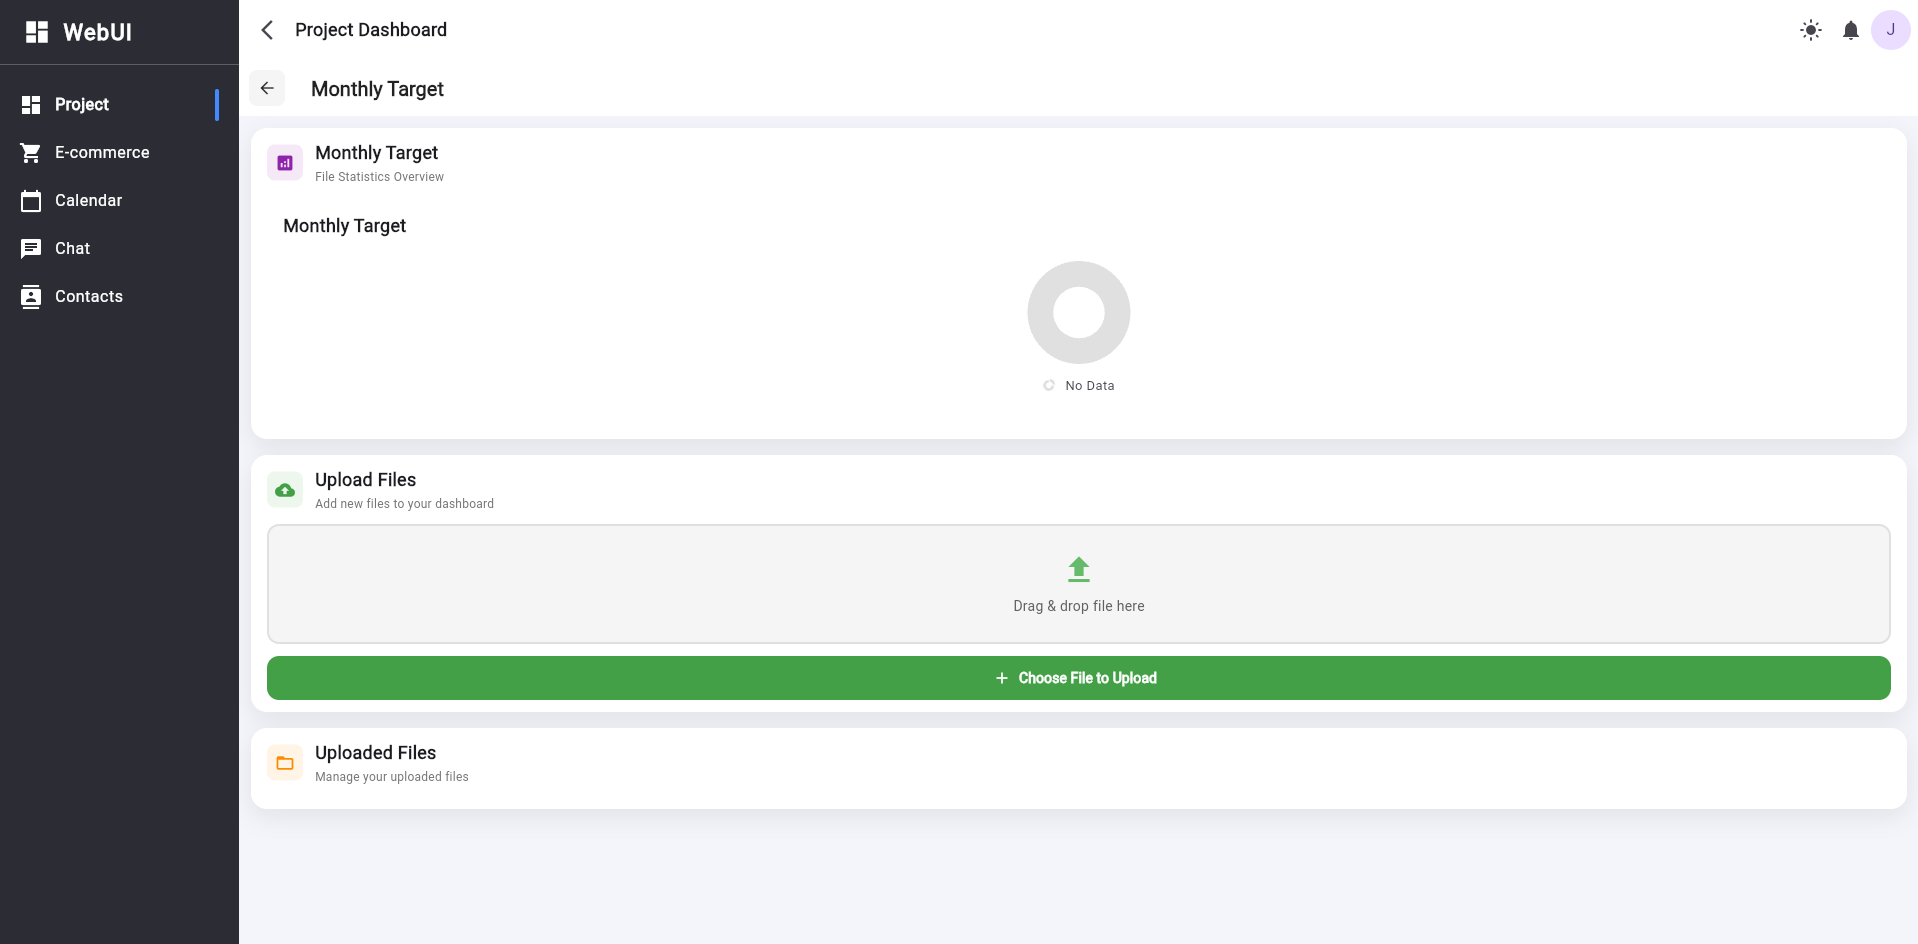 WebUI
Project Dashboard
J
Monthly Target
Project
E-commerce
Calendar
Chat
Contacts
Monthly Target
File Statistics Overview
Monthly Target
No Data
Upload Files
Add new files to your dashboard
Drag & drop file here
Choose File to Upload
Uploaded Files
Manage your uploaded files